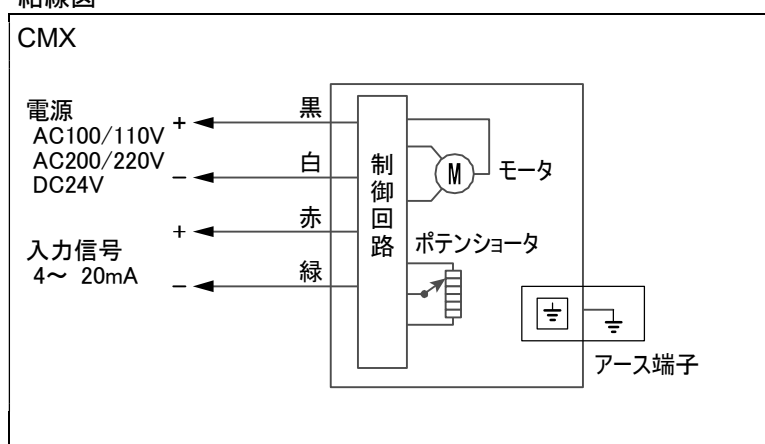 結線図
CMX
電源
AC100/110V
AC200/220V
DC24V
+
−
入力信号
4～ 20mA
+
−
黒
白
赤
緑
制御回路
M
モータ
ポテンショータ
アース端子